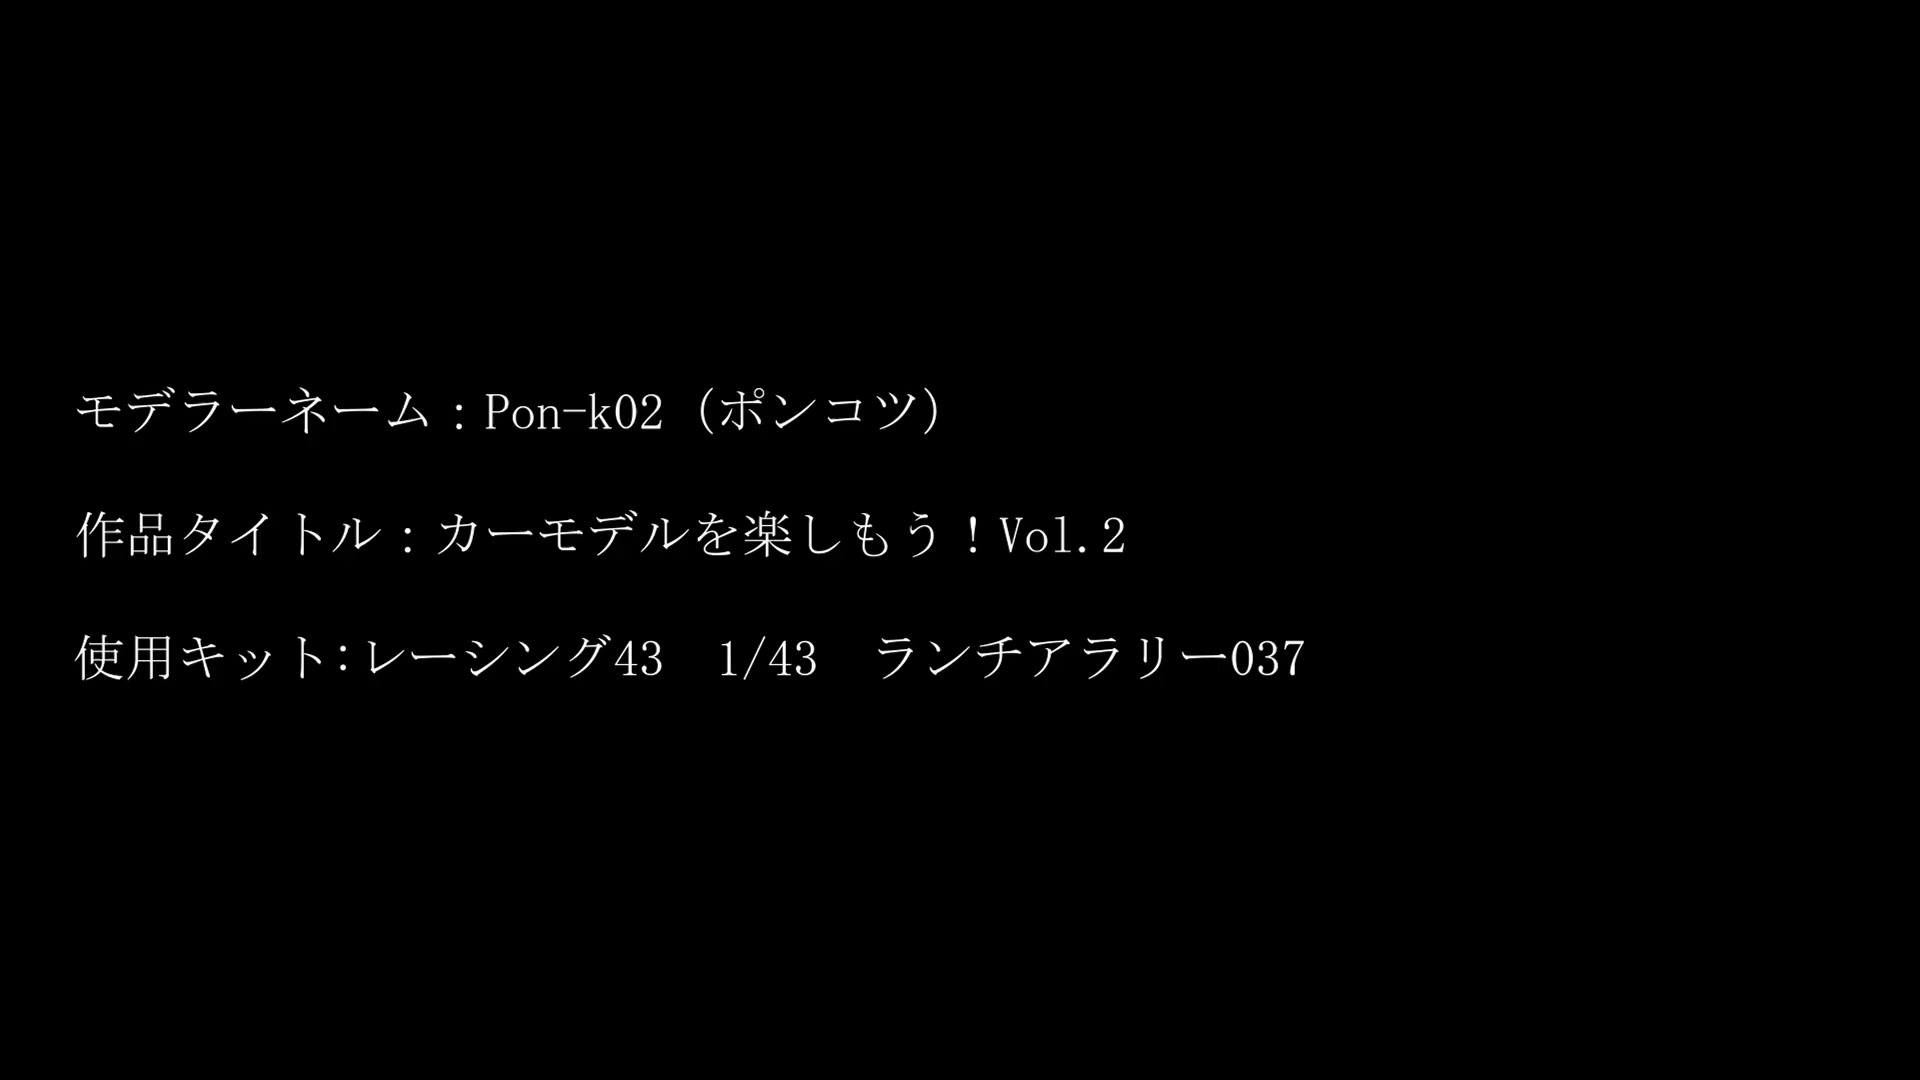 モデラーネーム：Pon-k02（ポンコツ）
作品タイトル：カーモデルを楽しもう！Vol.2
使用キット:レーシング43　1/43　ランチアラリー037